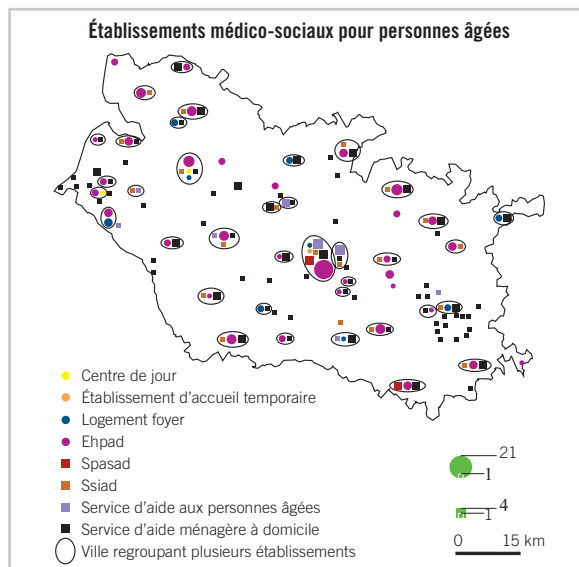 Établissements médico-sociaux pour personnes âgées
Centre de jour
Établissement d'accueil temporaire
Logement foyer
Ehpad
Spasad
Ssiad
Service d'aide aux personnes âgées
Service d'aide ménagère à domicile
Ville regroupant plusieurs établissements
21
1
4
1
0 15 km